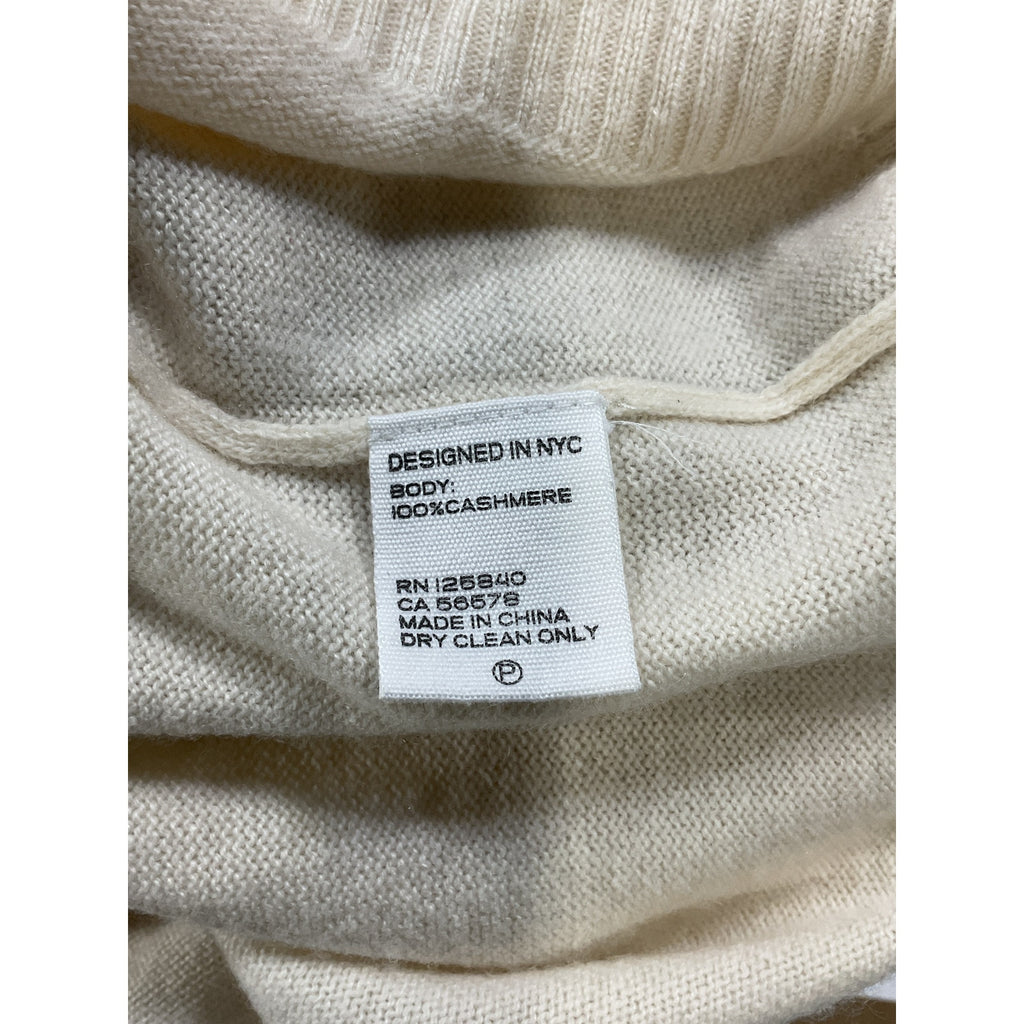 DESIGNED IN NYC
BODY:
100%CASHMERE
RN 125840
CA 56578
MADE IN CHINA
DRY CLEAN ONLY
P